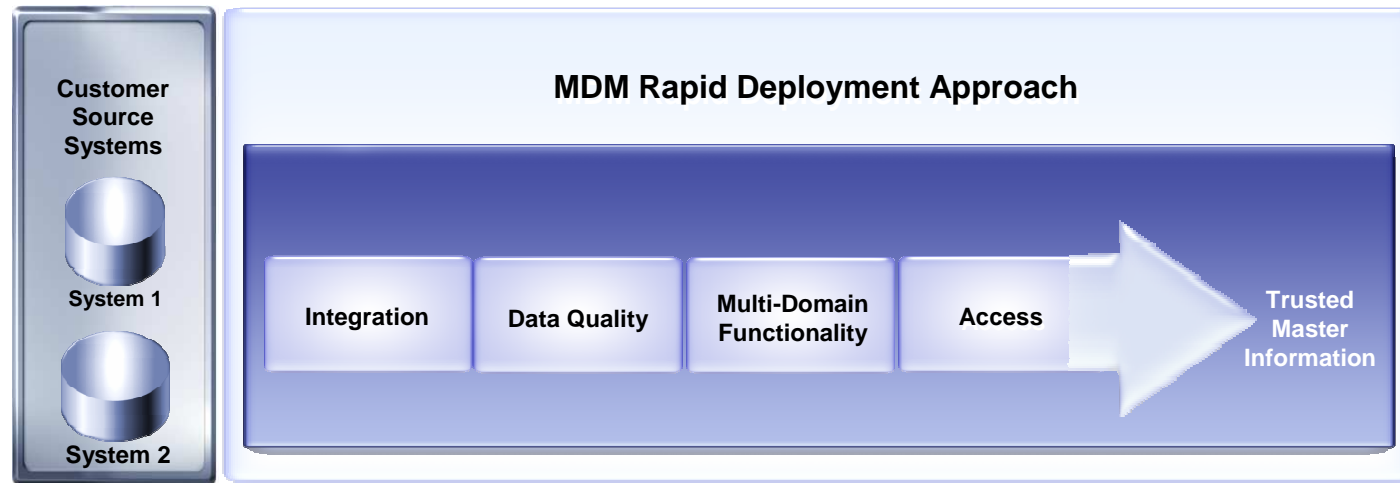 Customer
Source
Systems
System 1
System 2
MDM Rapid Deployment Approach
Integration
Data Quality
Multi-Domain
Functionality
Access
Trusted
Master
Information